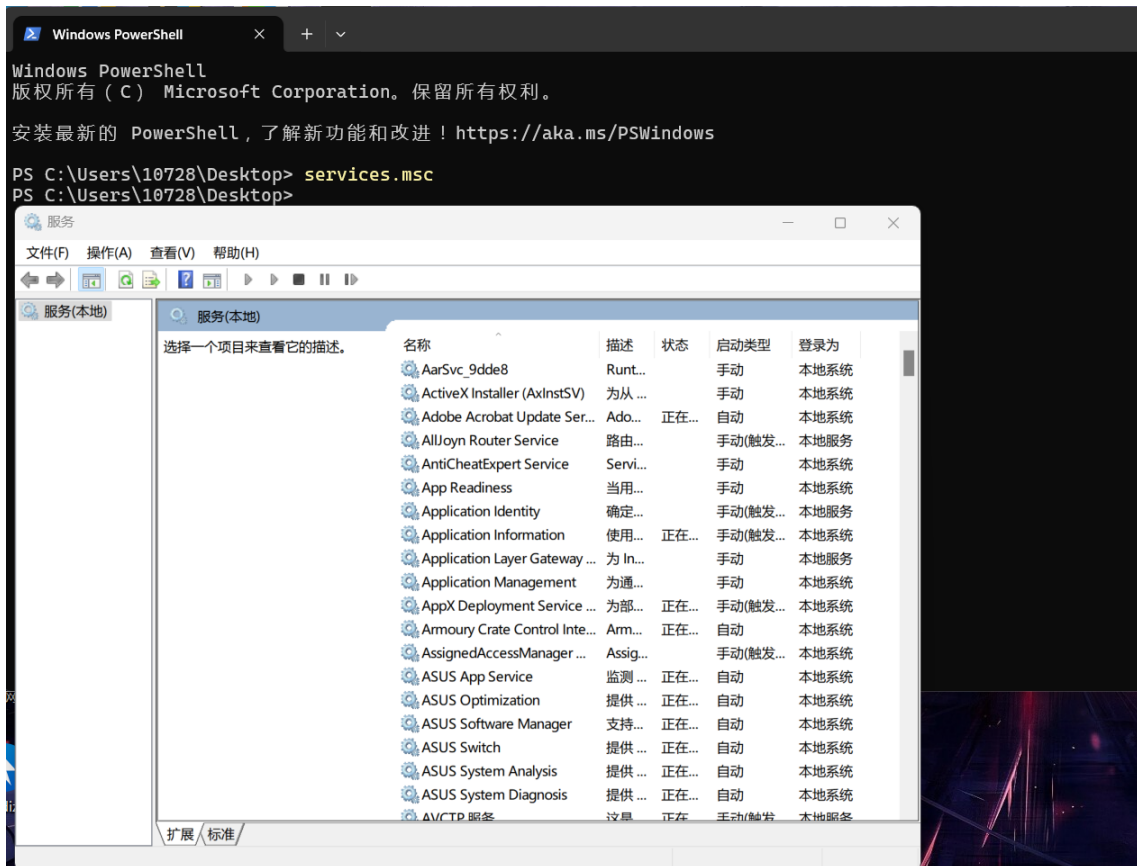 Windows PowerShell
Windows PowerShell
版权所有（C） Microsoft Corporation。保留所有权利。
安装最新的 PowerShell，了解新功能和改进！https://aka.ms/PSWindows
PS C:\Users\10728\Desktop> services.msc
PS C:\Users\10728\Desktop>
服务
文件(F) 操作(A) 查看(V) 帮助(H)
服务(本地)
服务(本地)
选择一个项目来查看它的描述。
名称 描述 状态 启动类型 登录为
AarSvc_9dde8 Runt... 手动 本地系统
ActiveX Installer (AxInstSV) 为从 ... 手动 本地系统
Adobe Acrobat Update Ser... Ado... 正在... 自动 本地系统
AllJoyn Router Service 路由... 手动(触发... 本地服务
AntiCheatExpert Service Servi... 手动 本地系统
App Readiness 当用... 手动 本地系统
Application Identity 确定... 手动(触发... 本地服务
Application Information 使用... 正在... 手动(触发... 本地系统
Application Layer Gateway ... 为 In... 手动 本地服务
Application Management 为通... 手动 本地系统
AppX Deployment Service ... 为部... 正在... 手动(触发... 本地系统
Armoury Crate Control Inte... Arm... 正在... 自动 本地系统
AssignedAccessManager ... Assig... 手动(触发... 本地系统
ASUS App Service 监测 ... 正在... 自动 本地系统
ASUS Optimization 提供 ... 正在... 自动 本地系统
ASUS Software Manager 支持... 正在... 自动 本地系统
ASUS Switch 提供 ... 正在... 自动 本地系统
ASUS System Analysis 提供 ... 正在... 自动 本地系统
ASUS System Diagnosis 提供 ... 正在... 自动 本地系统
AVCTP 服务 这是 正在 手动(触发 本地服务
扩展 标准